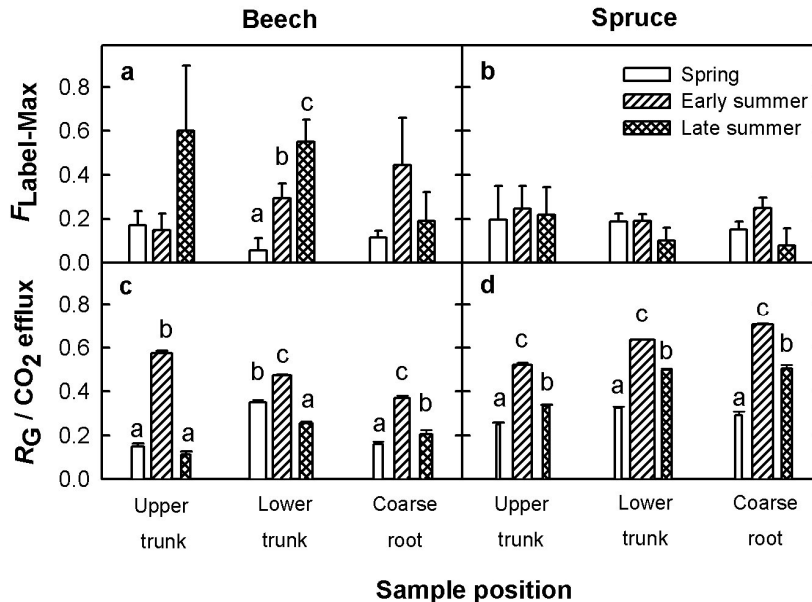 Beech Spruce
a
b
Spring
Early summer
Late summer
0.8
0.6
0.4
0.2
0.0
F Label-Max
a b c
c
d
0.8
0.6
0.4
0.2
0.0
RG / CO2 efflux
a b a
b c a
a c b
a c b
a c b
a c b
Upper Lower Coarse Upper Lower Coarse
trunk trunk root trunk trunk root
Sample position